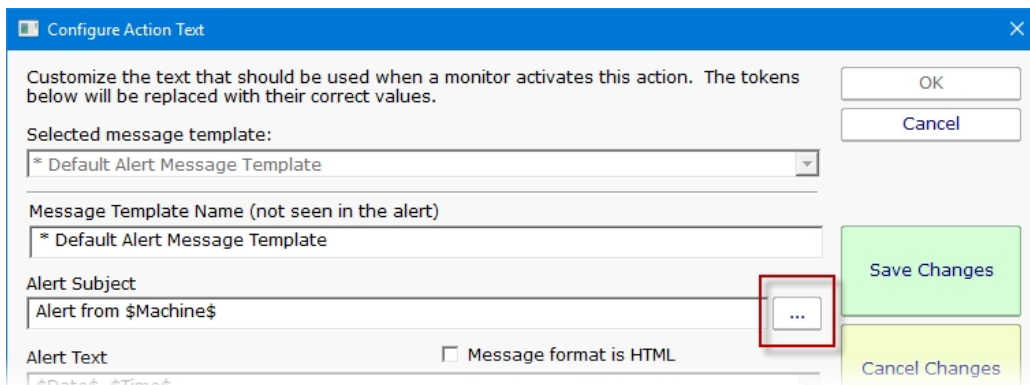 Configure Action Text
Customize the text that should be used when a monitor activates this action. The tokens
below will be replaced with their correct values.
OK
Cancel
Selected message template:
* Default Alert Message Template
Message Template Name (not seen in the alert)
* Default Alert Message Template
Save Changes
Alert Subject
Alert from $Machine$
...
Alert Text
Message format is HTML
Cancel Changes
$Date$ $Time$